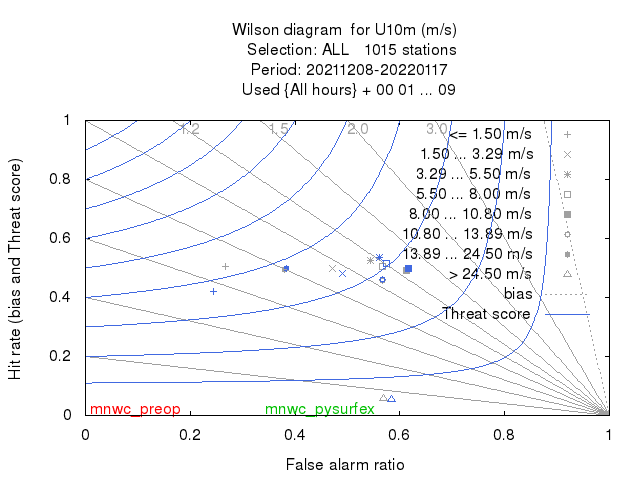 Wilson diagram for U10m (m/s)
Selection: ALL 1015 stations
Period: 20211208-20220117
Used {All hours} + 00 01 ... 09
Hit rate (bias and Threat score)
1
0.8
0.6
0.4
0.2
0
1.2 1.5 2.0 3.0
<= 1.50 m/s
1.50 ... 3.29 m/s
3.29 ... 5.50 m/s
5.50 ... 8.00 m/s
8.00 ... 10.80 m/s
10.80 ... 13.89 m/s
13.89 ... 24.50 m/s
> 24.50 m/s
bias
Threat score
mnwc_preop mnwc_pysurfex
0 0.2 0.4 0.6 0.8 1
False alarm ratio